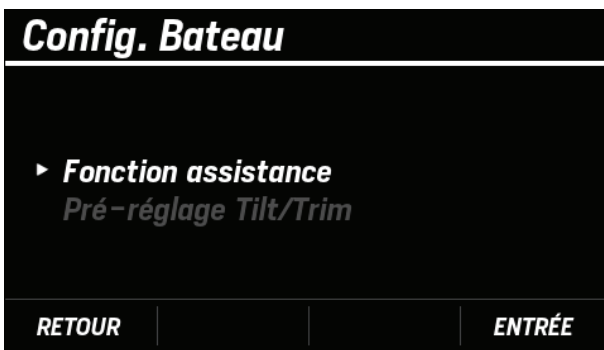 Config. Bateau
Fonction assistance
Pré-réglage Tilt/Trim
RETOUR
ENTRÉE